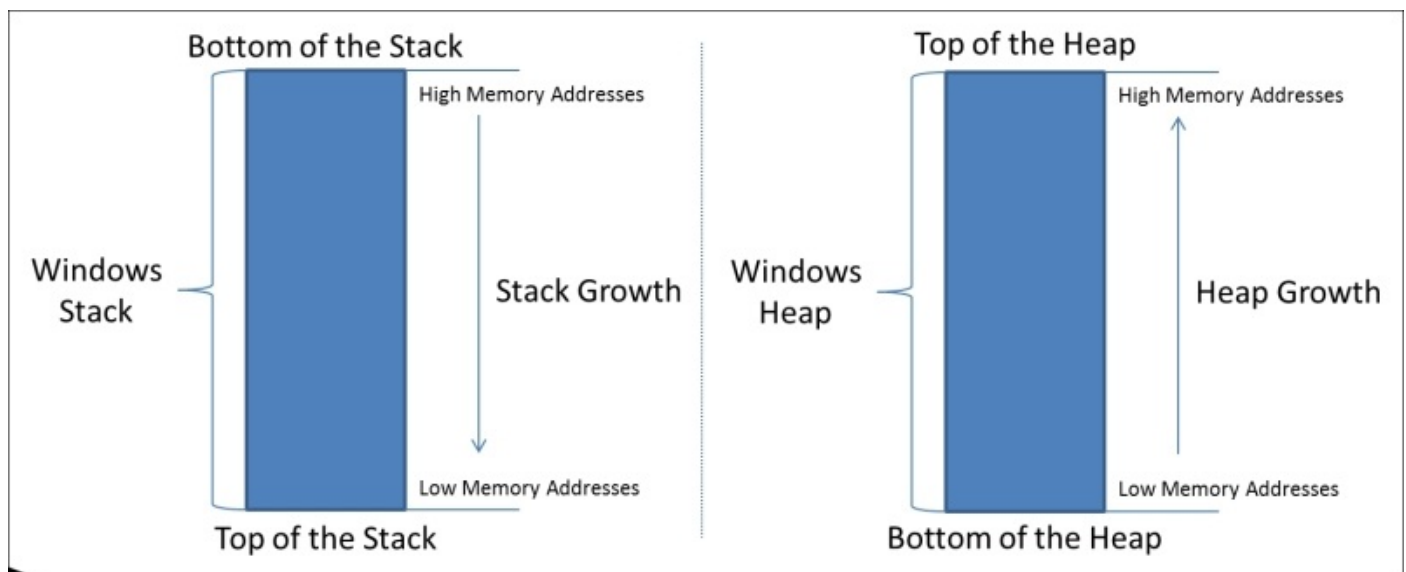 Bottom of the Stack
High Memory Addresses
Windows
Stack
Stack Growth
Low Memory Addresses
Top of the Stack
Top of the Heap
High Memory Addresses
Windows
Heap
Heap Growth
Low Memory Addresses
Bottom of the Heap